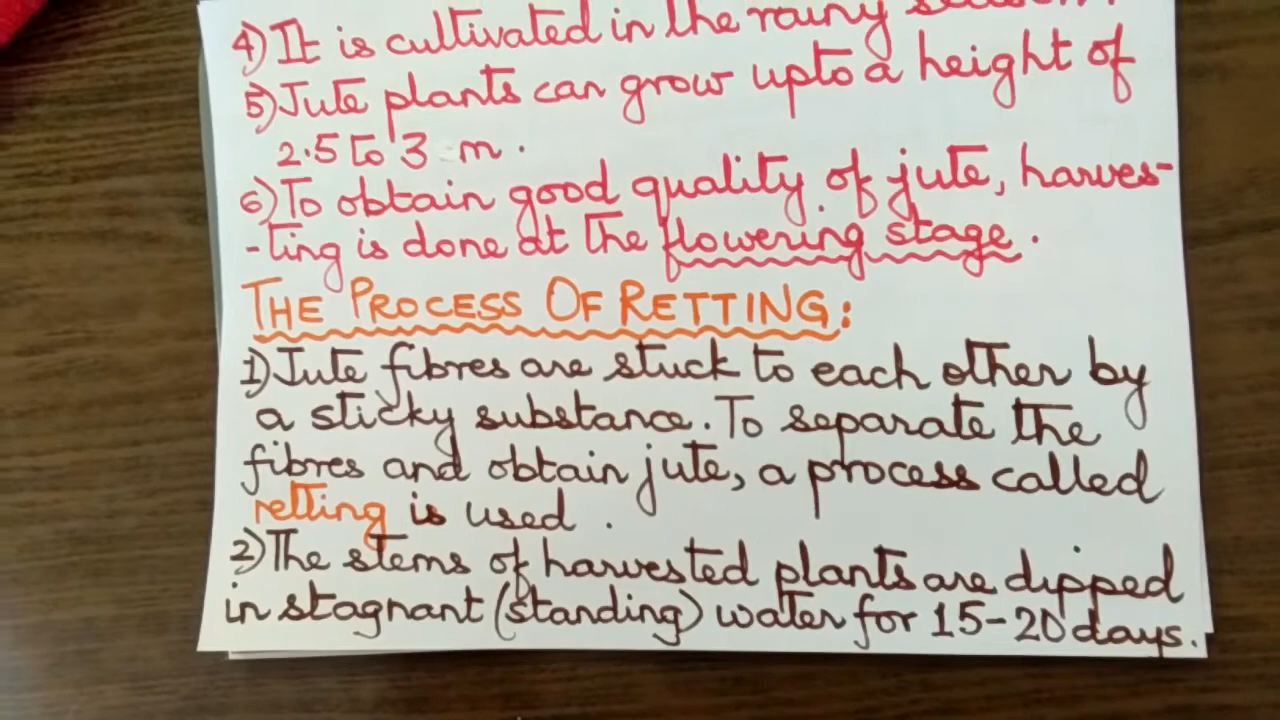 4) It is cultivated in the rainy season.
5) Jute plants can grow upto a height of
2.5 to 3 m.
6) To obtain good quality of jute, harves-
-ting is done at the flowering stage.
THE PROCESS OF RETTING:
1) Jute fibres are stuck to each other by
a sticky substance. To separate the
fibres and obtain jute, a process called
retting is used.
2) The stems of harvested plants are dipped
in stagnant (standing) water for 15-20 days.